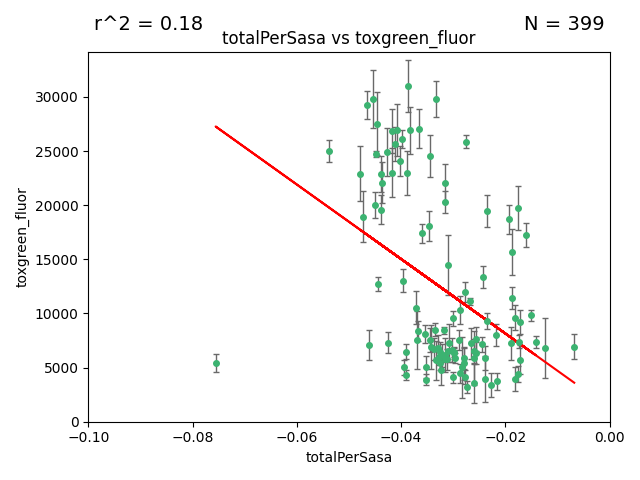 r^2 = 0.18
N = 399
totalPerSasa vs toxgreen_fluor
toxgreen_fluor
30000
25000
20000
15000
10000
5000
0
−0.10
−0.08
−0.06
−0.04
−0.02
0.00
totalPerSasa